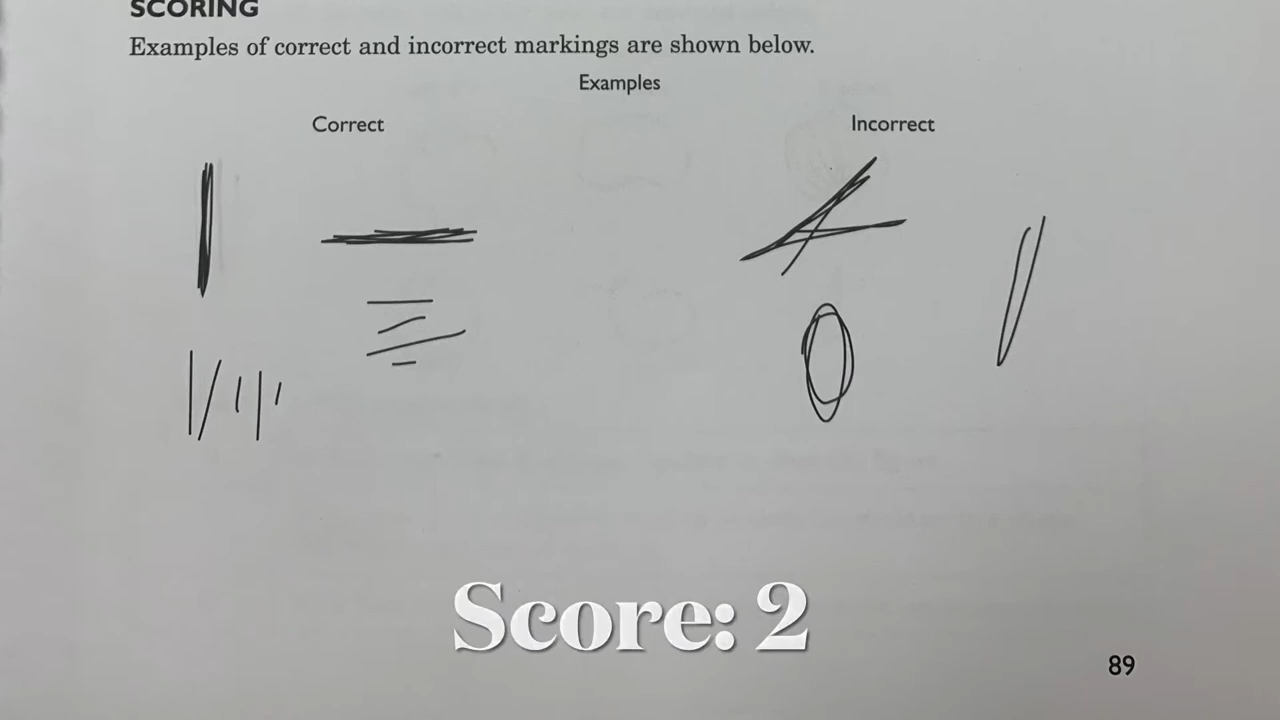 SCORING
Examples of correct and incorrect markings are shown below.
Examples
Correct
Incorrect
Score: 2
89